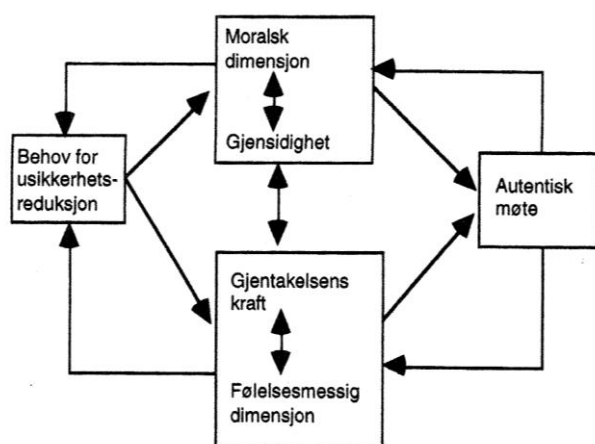 Moralsk
dimensjon
Gjensidighet
Behov for
usikkerhets-
reduksjon
Autentisk
møte
Gjentakelsens
kraft
Følelsesmessig
dimensjon